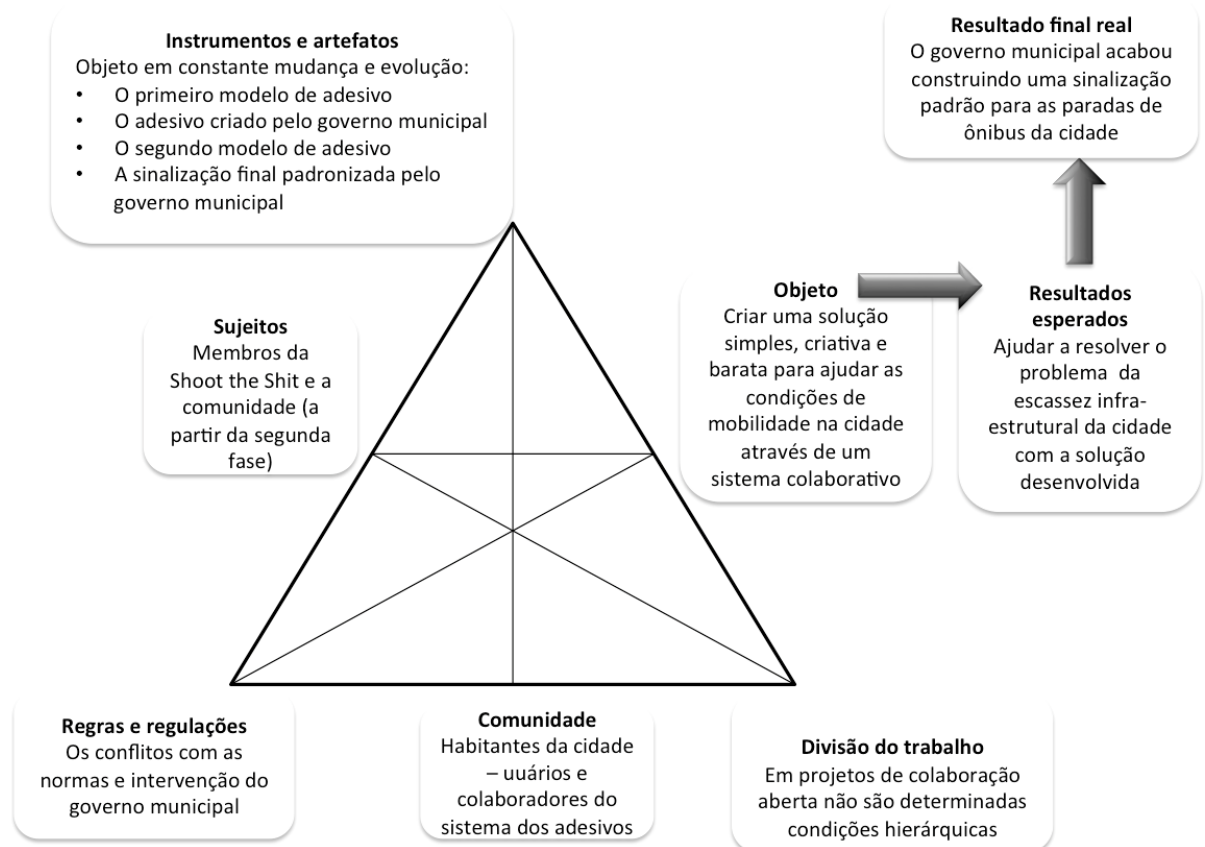 Instrumentos e artefatos
Objeto em constante mudança e evolução:
• O primeiro modelo de adesivo
• O adesivo criado pelo governo municipal
• O segundo modelo de adesivo
• A sinalização final padronizada pelo
governo municipal
Resultado final real
O governo municipal acabou
construindo uma sinalização
padrão para as paradas de
ônibus da cidade
Sujeitos
Membros da
Shoot the Shit e a
comunidade (a
partir da segunda
fase)
Objeto
Criar uma solução
simples, criativa e
barata para ajudar as
condições de
mobilidade na cidade
através de um
sistema colaborativo
Resultados
esperados
Ajudar a resolver o
problema da
escassez infra-
estrutural da cidade
com a solução
desenvolvida
Regras e regulações
Os conflitos com as
normas e intervenção do
governo municipal
Comunidade
Habitantes da cidade
– uuários e
colaboradores do
sistema dos adesivos
Divisão do trabalho
Em projetos de colaboração
aberta não são determinadas
condições hierárquicas